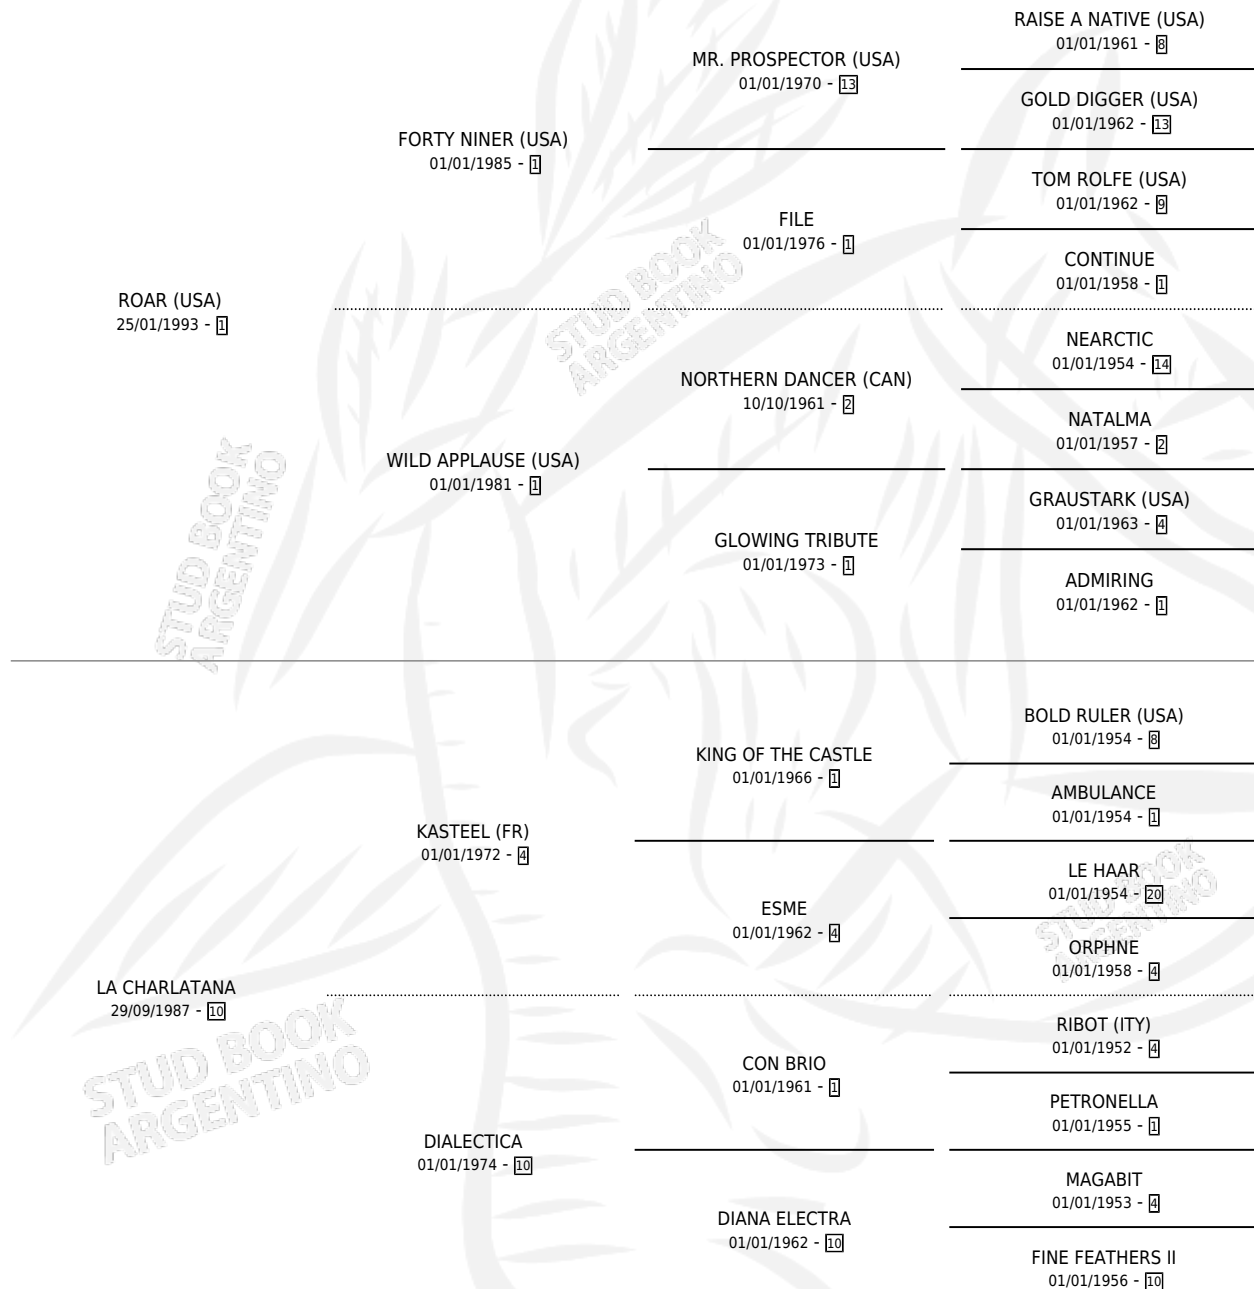 RAISE A NATIVE (USA)
01/01/1961 - 8
MR. PROSPECTOR (USA)
01/01/1970 - 13
GOLD DIGGER (USA)
01/01/1962 - 13
FORTY NINER (USA)
01/01/1985 - 1
TOM ROLFE (USA)
01/01/1962 - 9
FILE
01/01/1976 - 1
CONTINUE
01/01/1958 - 1
ROAR (USA)
25/01/1993 - 1
NEARCTIC
01/01/1954 - 14
NORTHERN DANCER (CAN)
10/10/1961 - 2
NATALMA
01/01/1957 - 2
WILD APPLAUSE (USA)
01/01/1981 - 1
GRAUSTARK (USA)
01/01/1963 - 4
GLOWING TRIBUTE
01/01/1973 - 1
ADMIRING
01/01/1962 - 1
STUD BOOK
ARGENTINO
STUD BOOK
ARGENTINO
BOLD RULER (USA)
01/01/1954 - 8
KING OF THE CASTLE
01/01/1966 - 1
AMBULANCE
01/01/1954 - 1
KASTEEL (FR)
01/01/1972 - 4
LE HAAR
01/01/1954 - 20
ESME
01/01/1962 - 4
ORPHNE
01/01/1958 - 4
STUD BOOK
ARGENTINO
LA CHARLATANA
29/09/1987 - 10
STUD BOOK
ARGENTINO
RIBOT (ITY)
01/01/1952 - 4
CON BRIO
01/01/1961 - 1
PETRONELLA
01/01/1955 - 1
DIALECTICA
01/01/1974 - 10
MAGABIT
01/01/1953 - 4
DIANA ELECTRA
01/01/1962 - 10
FINE FEATHERS II
01/01/1956 - 10